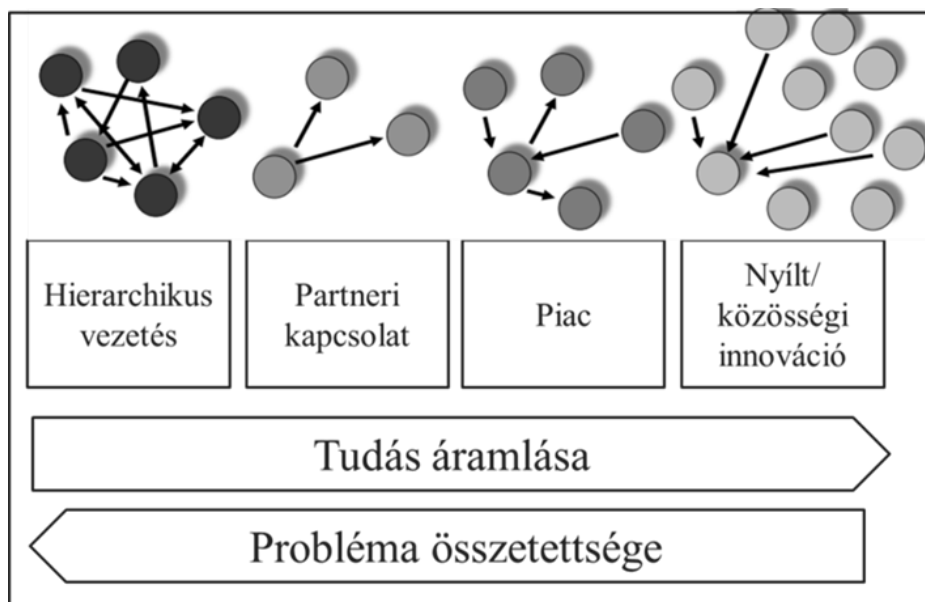 Hierarchikus
vezetés
Partneri
kapcsolat
Piac
Nyílt/
közösségi
innováció
Tudás áramlása
Probléma összetettsége